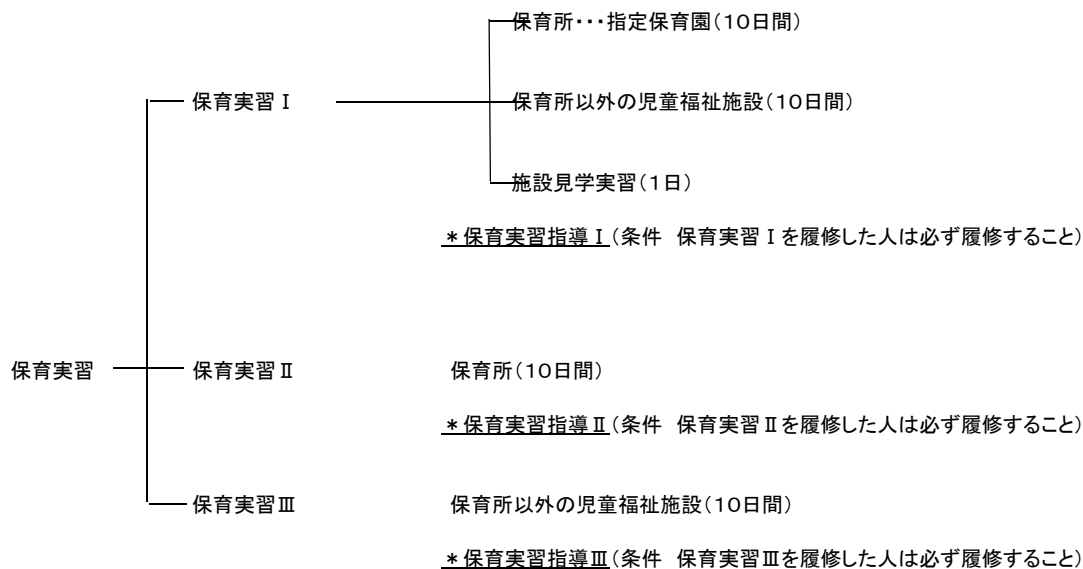 保育所・・・指定保育園(10日間)
保育実習Ⅰ
保育所以外の児童福祉施設(10日間)
施設見学実習(1日)
＊保育実習指導Ⅰ(条件　保育実習Ⅰを履修した人は必ず履修すること)
保育実習
保育実習Ⅱ
保育所(10日間)
＊保育実習指導Ⅱ(条件　保育実習Ⅱを履修した人は必ず履修すること)
保育実習Ⅲ
保育所以外の児童福祉施設(10日間)
＊保育実習指導Ⅲ(条件　保育実習Ⅲを履修した人は必ず履修すること)